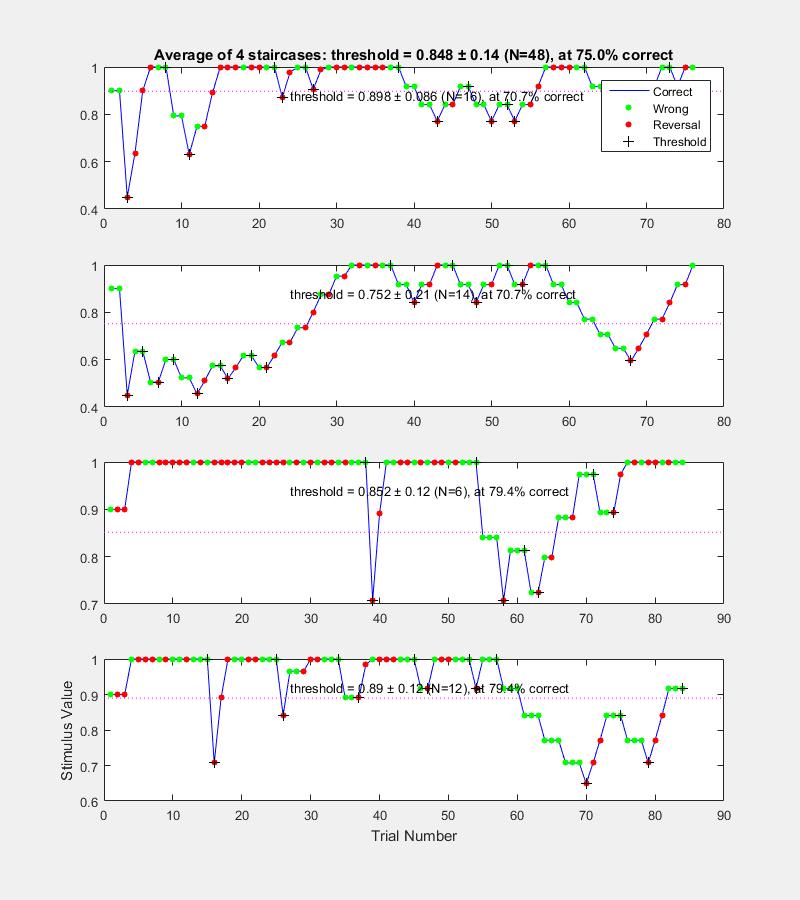 Average of 4 staircases: threshold = 0.848 ± 0.14 (N=48), at 75.0% correct
1
0.8
0.6
0.4
threshold = 0.898 ± 0.086 (N=16), at 70.7% correct
Correct
Wrong
Reversal
Threshold
0 10 20 30 40 50 60 70 80
1
0.8
0.6
0.4
threshold = 0.752 ± 0.21 (N=14), at 70.7% correct
0 10 20 30 40 50 60 70 80
1
0.9
0.8
0.7
threshold = 0.852 ± 0.12 (N=6), at 79.4% correct
0 10 20 30 40 50 60 70 80 90
Stimulus Value
1
0.9
0.8
0.7
0.6
threshold = 0.89 ± 0.12 (N=12), at 79.4% correct
0 10 20 30 40 50 60 70 80 90
Trial Number